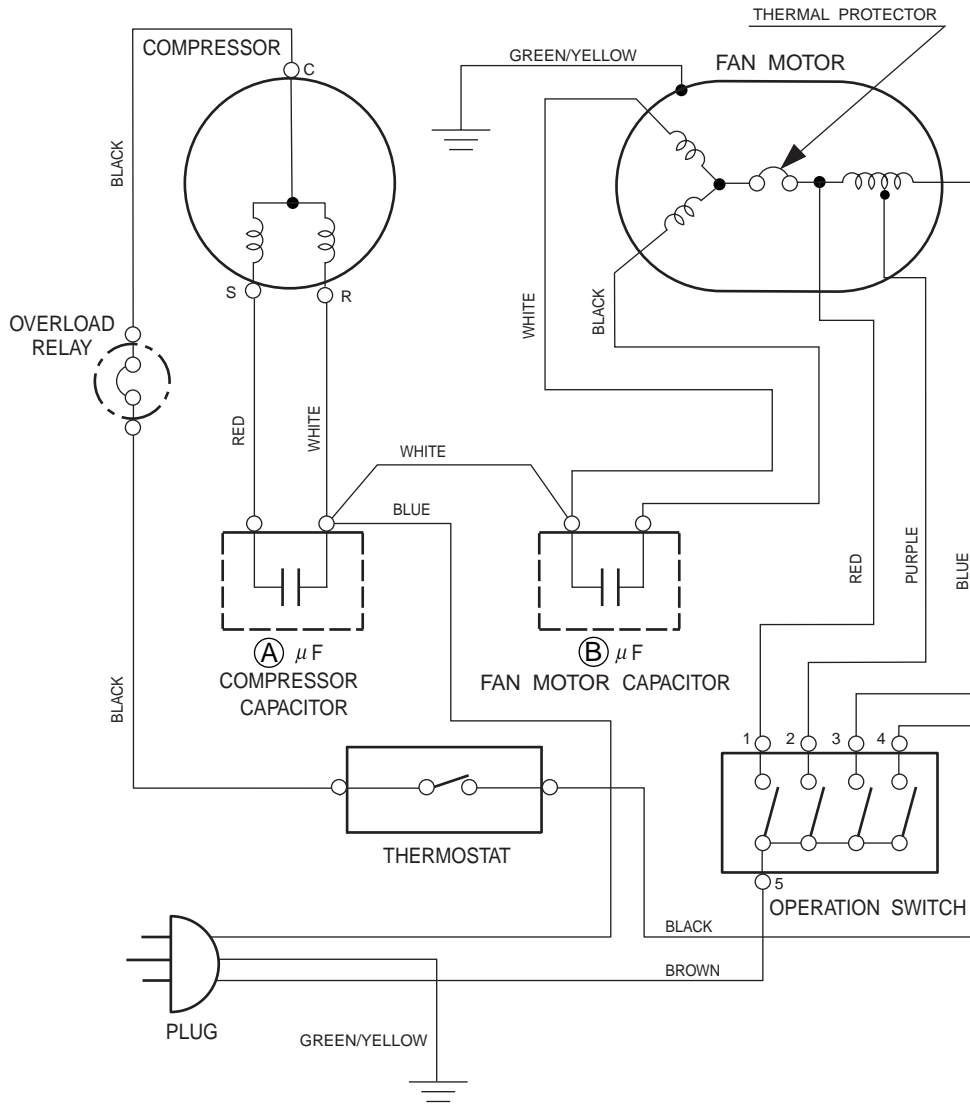 THERMAL PROTECTOR
COMPRESSOR
GREEN/YELLOW
FAN MOTOR
C
BLACK
S
R
WHITE
BLACK
OVERLOAD
RELAY
RED
WHITE
WHITE
BLUE
RED
PURPLE
BLUE
A μF
COMPRESSOR
CAPACITOR
B μF
FAN MOTOR CAPACITOR
BLACK
1 2 3 4
THERMOSTAT
5
OPERATION SWITCH
BLACK
BROWN
PLUG
GREEN/YELLOW